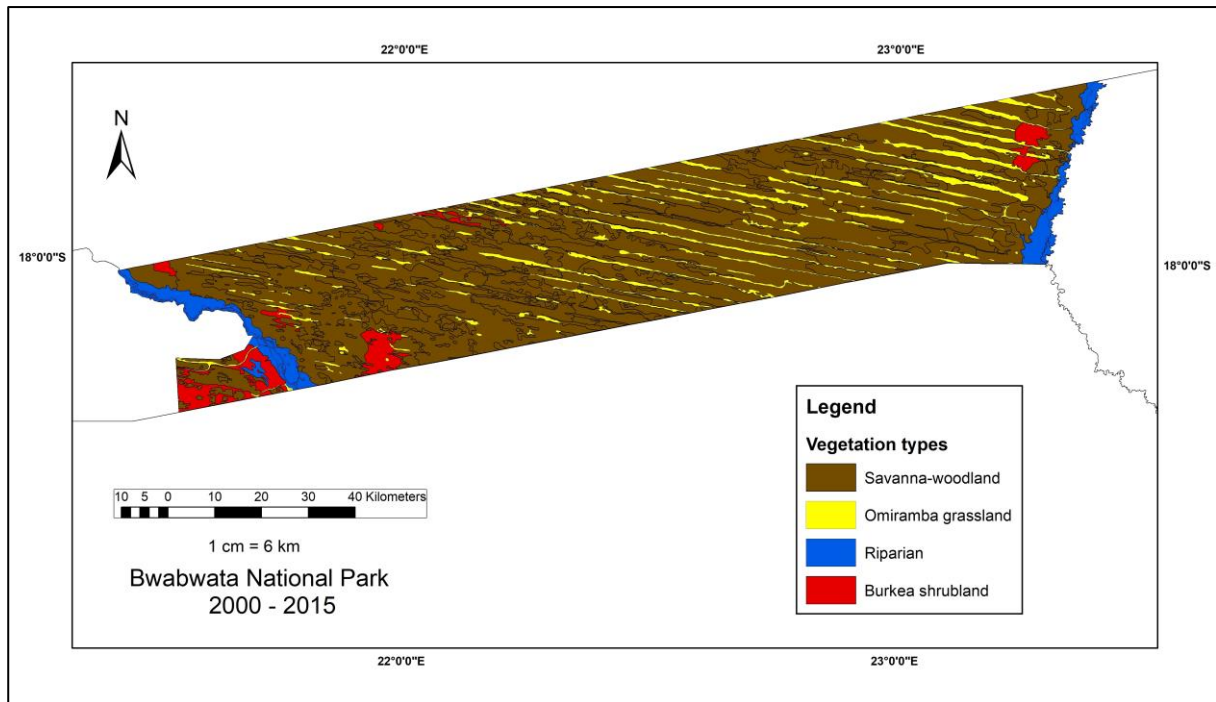 22°0'0"E 23°0'0"E
N
18°0'0"S 18°0'0"S
Legend
Vegetation types
Savanna-woodland
Omiramba grassland
Riparian
Burkea shrubland
10 5 0 10 20 30 40 Kilometers
1 cm = 6 km
Bwabwata National Park
2000 - 2015
22°0'0"E 23°0'0"E